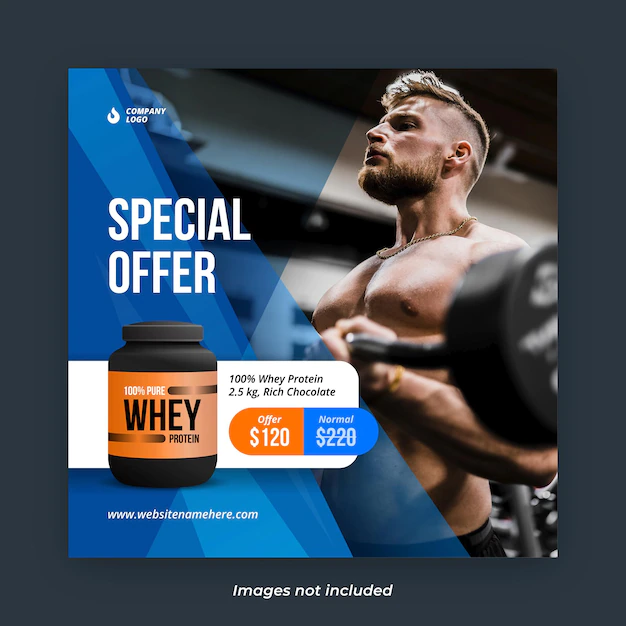 COMPANY
LOGO
SPECIAL
OFFER
100% PURE
WHEY
PROTEIN
100% Whey Protein
2.5 kg, Rich Chocolate
Offer
$120
Normal
$220
www.websitenamehere.com
Images not included